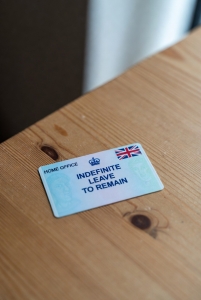 HOME OFFICE
INDEFINITE
LEAVE
TO REMAIN